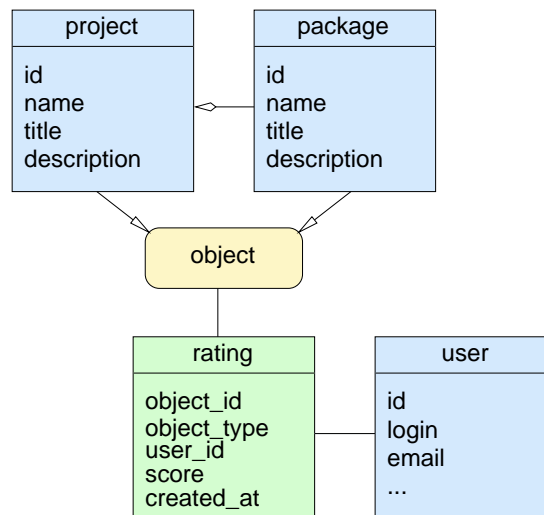 project
id
name
title
description
package
id
name
title
description
object
rating
object_id
object_type
user_id
score
created_at
user
id
login
email
...